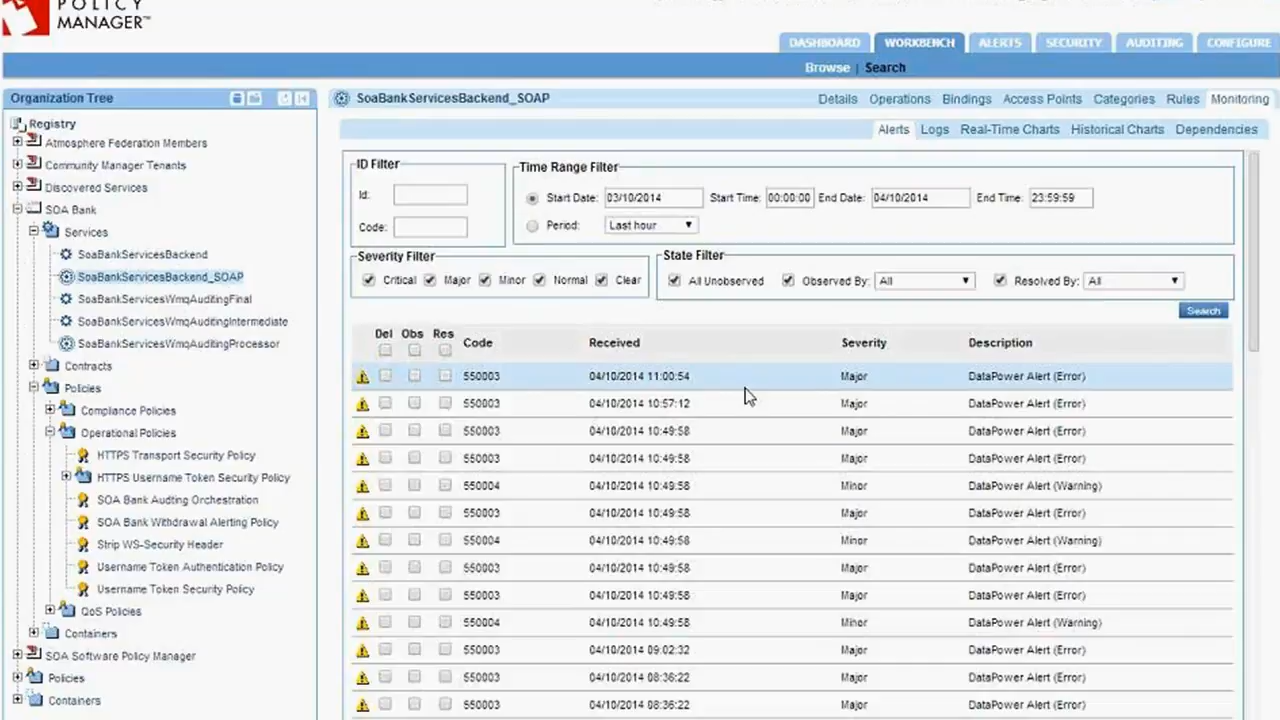 POLICY
MANAGER™
DASHBOARD WORKBENCH ALERTS SECURITY AUDITING CONFIGURE
Browse | Search
Organization Tree
Registry
Atmosphere Federation Members
Community Manager Tenants
Discovered Services
SOA Bank
Services
SoaBankServicesBackend
SoaBankServicesBackend_SOAP
SoaBankServicesWmqAuditingFinal
SoaBankServicesWmqAuditingIntermediate
SoaBankServicesWmqAuditingProcessor
Contracts
Policies
Compliance Policies
Operational Policies
HTTPS Transport Security Policy
HTTPS Username Token Security Policy
SOA Bank Audting Orchestration
SOA Bank Withdrawal Alerting Policy
Strip WS-Security Header
Username Token Authentication Policy
Username Token Security Policy
QoS Policies
Containers
SOA Software Policy Manager
Policies
Containers
SoaBankServicesBackend_SOAP
Details Operations Bindings Access Points Categories Rules Monitoring
Alerts Logs Real-Time Charts Historical Charts Dependencies
ID Filter
Id:
Code:
Time Range Filter
Start Date: 03/10/2014 Start Time: 00:00:00 End Date: 04/10/2014 End Time: 23:59:59
Period: Last hour
Severity Filter
Critical Major Minor Normal Clear
State Filter
All Unobserved Observed By: All Resolved By: All
Search
Del Obs Res Code Received Severity Description
550003 04/10/2014 11:00:54 Major DataPower Alert (Error)
550003 04/10/2014 10:57:12 Major DataPower Alert (Error)
550003 04/10/2014 10:49:58 Major DataPower Alert (Error)
550003 04/10/2014 10:49:58 Major DataPower Alert (Error)
550004 04/10/2014 10:49:58 Minor DataPower Alert (Warning)
550003 04/10/2014 10:49:58 Major DataPower Alert (Error)
550004 04/10/2014 10:49:58 Minor DataPower Alert (Warning)
550003 04/10/2014 10:49:58 Major DataPower Alert (Error)
550003 04/10/2014 10:49:58 Major DataPower Alert (Error)
550004 04/10/2014 10:49:58 Minor DataPower Alert (Warning)
550003 04/10/2014 09:02:32 Major DataPower Alert (Error)
550003 04/10/2014 08:36:22 Major DataPower Alert (Error)
550003 04/10/2014 08:36:22 Major DataPower Alert (Error)